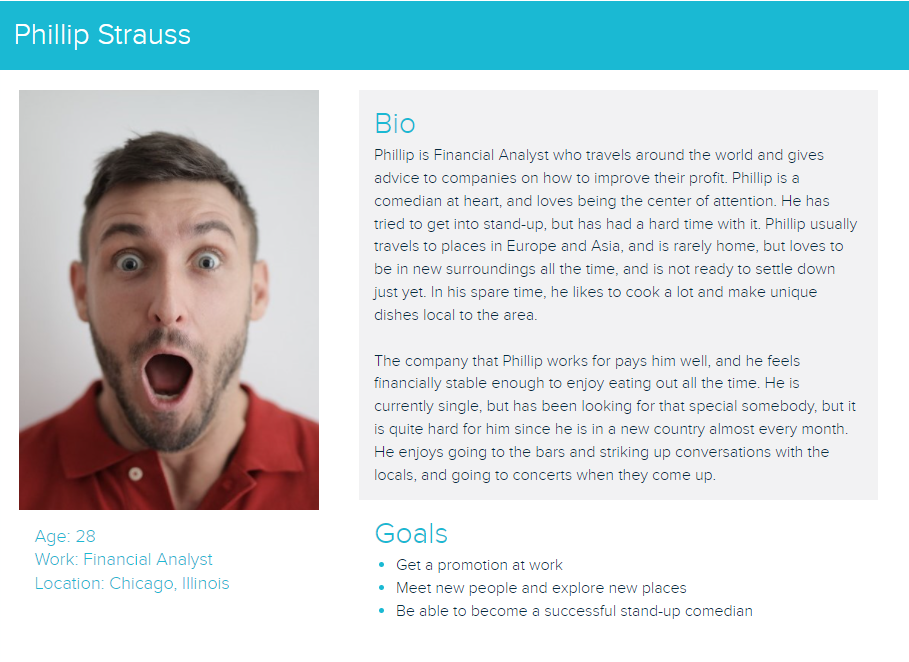 Phillip Strauss
Bio
Phillip is Financial Analyst who travels around the world and gives
advice to companies on how to improve their profit. Phillip is a
comedian at heart, and loves being the center of attention. He has
tried to get into stand-up, but has had a hard time with it. Phillip usually
travels to places in Europe and Asia, and is rarely home, but loves to
be in new surroundings all the time, and is not ready to settle down
just yet. In his spare time, he likes to cook a lot and make unique
dishes local to the area.
The company that Phillip works for pays him well, and he feels
financially stable enough to enjoy eating out all the time. He is
currently single, but has been looking for that special somebody, but it
is quite hard for him since he is in a new country almost every month.
He enjoys going to the bars and striking up conversations with the
locals, and going to concerts when they come up.
Age: 28
Work: Financial Analyst
Location: Chicago, Illinois
Goals
• Get a promotion at work
• Meet new people and explore new places
• Be able to become a successful stand-up comedian